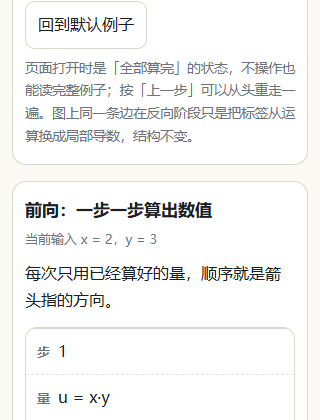 回到默认例子
页面打开时是「全部算完」的状态，不操作也
能读完整例子；按「上一步」可以从头重走一
遍。图上同一条边在反向阶段只是把标签从运
算换成局部导数，结构不变。
前向：一步一步算出数值
当前输入 x = 2，y = 3
每次只用已经算好的量，顺序就是箭
头指的方向。
步 1
量 u = x·y